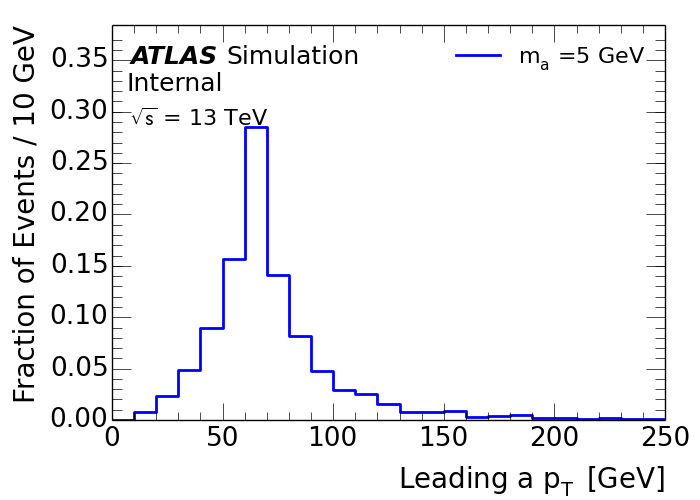 ATLAS Simulation
Internal
√s = 13 TeV
mₐ =5 GeV
Fraction of Events / 10 GeV
0.35
0.30
0.25
0.20
0.15
0.10
0.05
0.00
0 50 100 150 200 250
Leading a p_T [GeV]